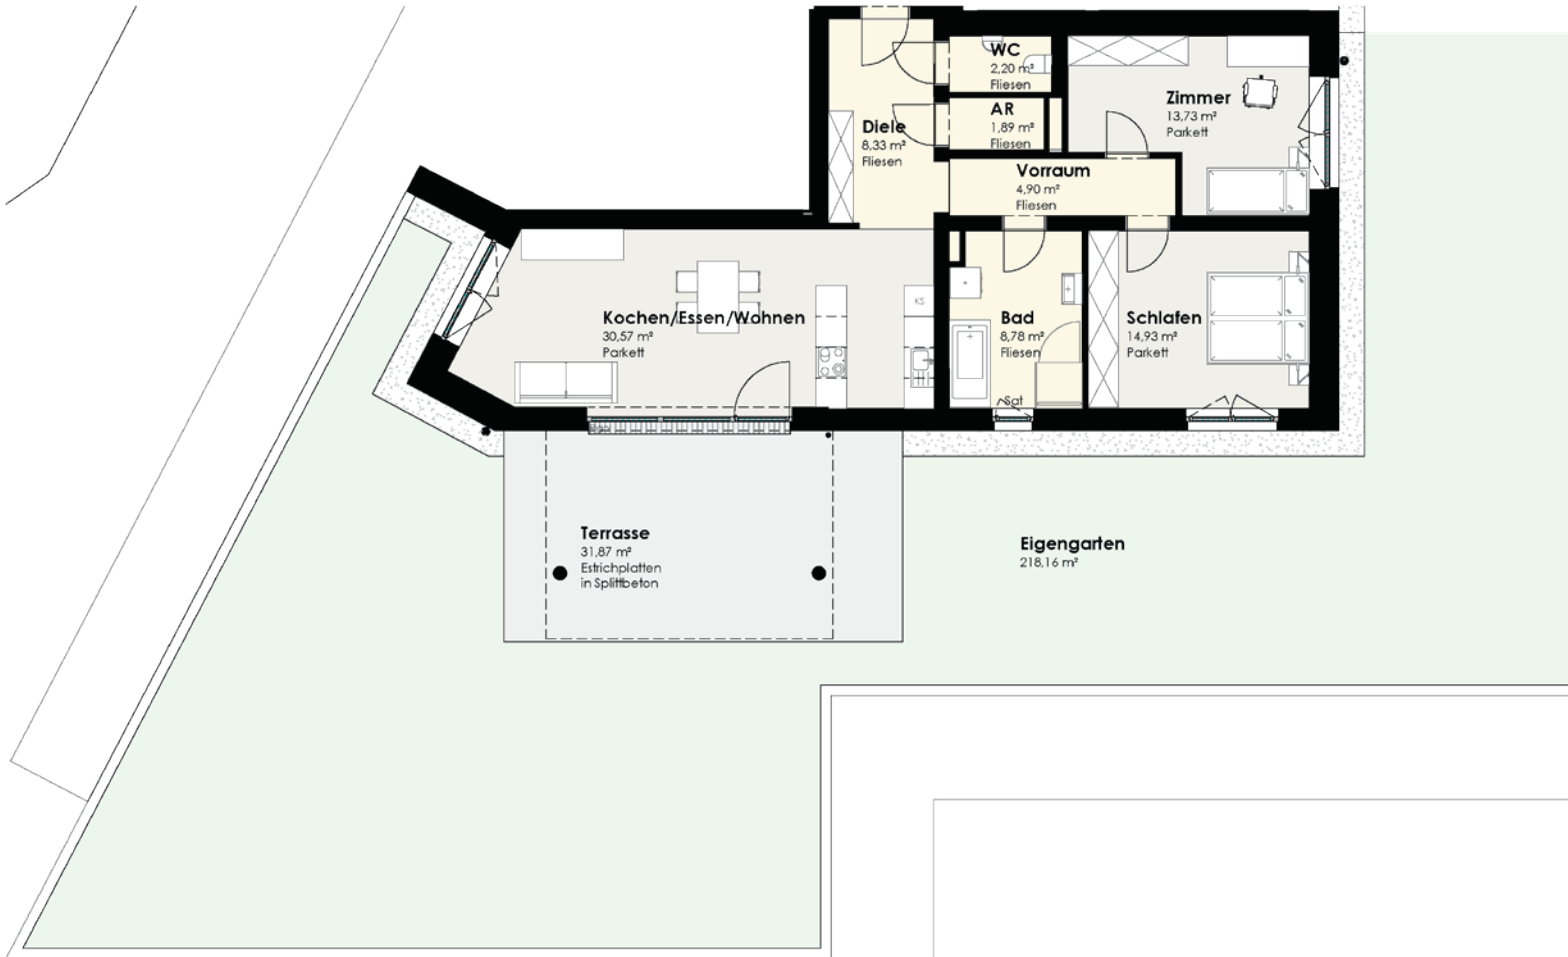 WC
2,20 m²
Fliesen
AR
1,89 m²
Fliesen
Diele
8,33 m²
Fliesen
Zimmer
13,73 m²
Parkett
Vorraum
4,90 m²
Fliesen
KS
Kochen/Essen/Wohnen
30,57 m²
Parkett
Bad
8,78 m²
Fliesen
Sat
Schlafen
14,93 m²
Parkett
Terrasse
31,87 m²
Estrichplatten
in Splittbeton
Eigengarten
218,16 m²